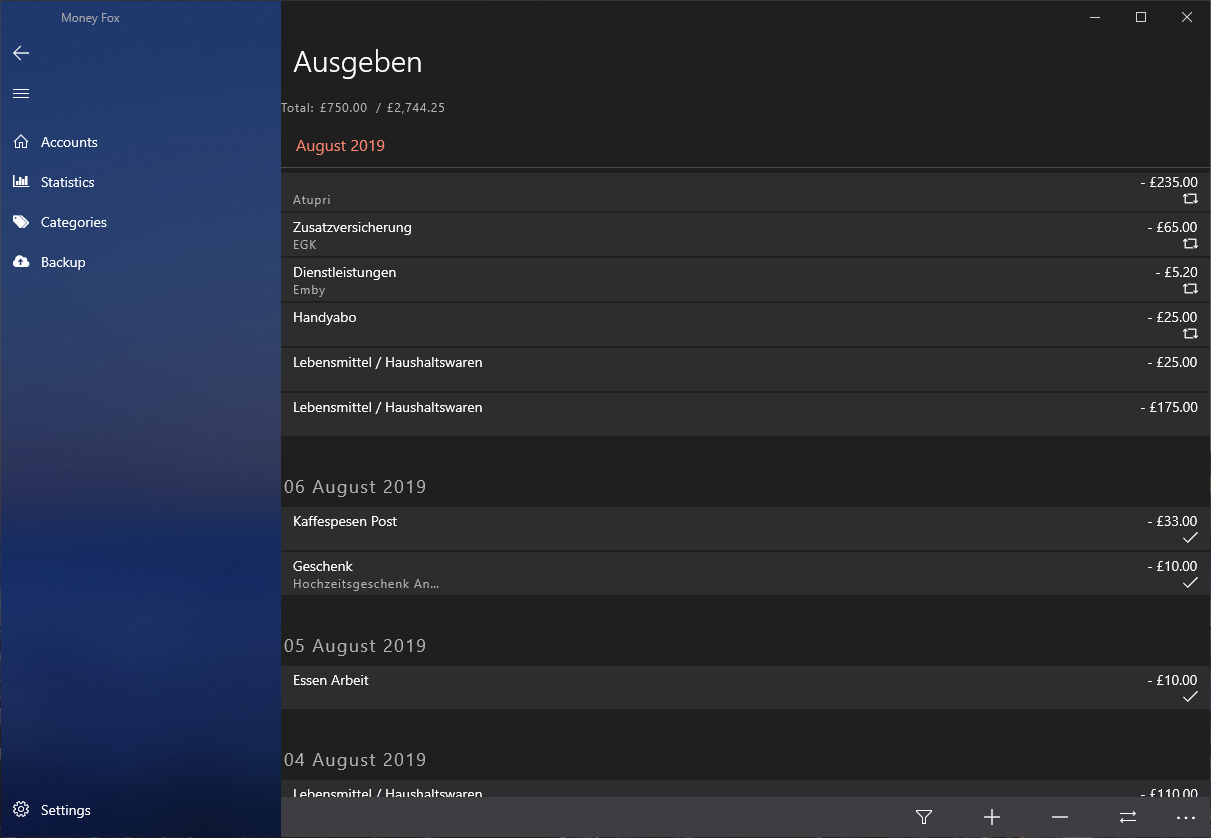 Money Fox
Accounts
Statistics
Categories
Backup
Settings
Ausgeben
Total: £750.00 / £2,744.25
August 2019
- £235.00
Atupri
Zusatzversicherung - £65.00
EGK
Dienstleistungen - £5.20
Emby
Handyabo - £25.00
Lebensmittel / Haushaltswaren - £25.00
Lebensmittel / Haushaltswaren - £175.00
06 August 2019
Kaffespesen Post - £33.00
Geschenk - £10.00
Hochzeitsgeschenk An...
05 August 2019
Essen Arbeit - £10.00
04 August 2019
Lebensmittel / Haushaltswaren - £110.00